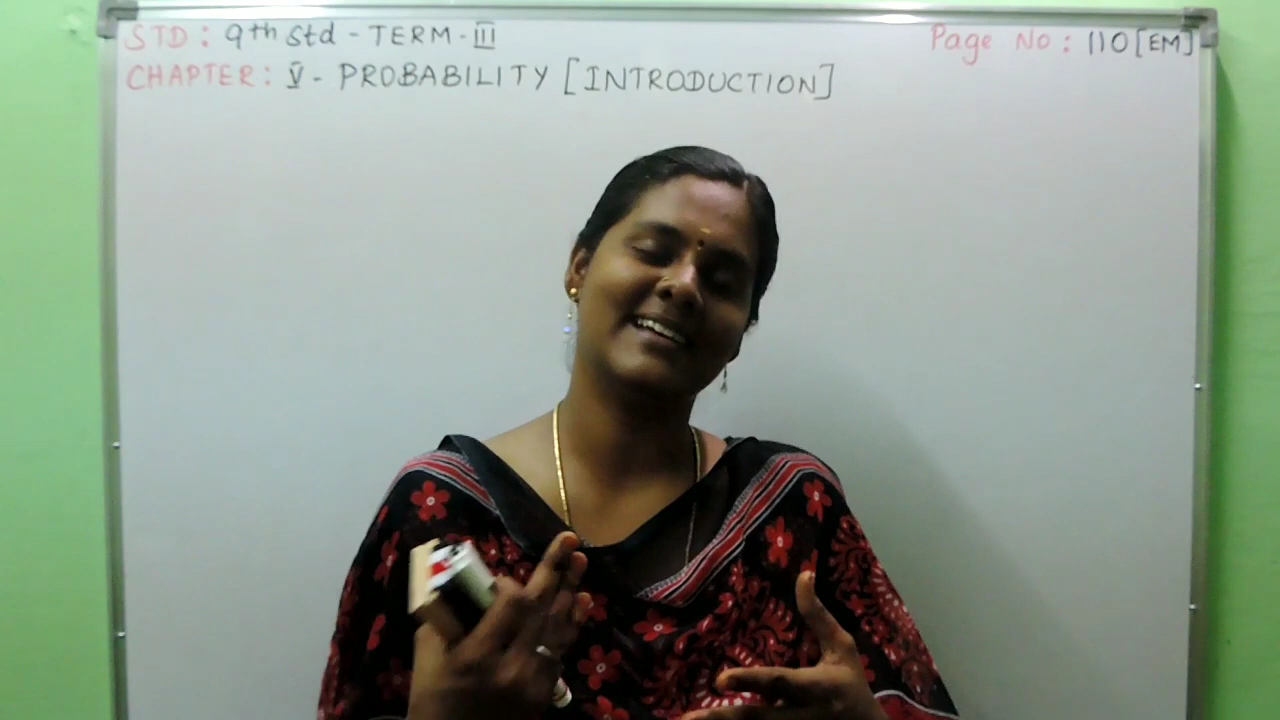 STD: 9th Std - TERM - III
Page No: 110 [EM]
CHAPTER: V - PROBABILITY [INTRODUCTION]